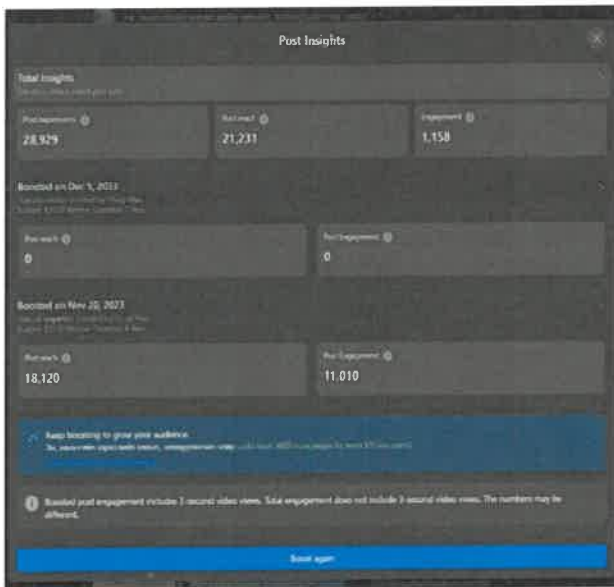 Post Insights
Total Insights
Post Impressions
Post reach
Engagement
28,929
21,231
1,158
Boosted on Dec 1, 2023
Post reach
Post Engagement
0
0
Boosted on Nov 20, 2023
Post reach
Post Engagement
18,120
11,010
Keep boosting to grow your audience
Boosted post engagement includes 3 second video views. Total engagement does not include 3 second video views. The numbers may be
different.
Boost again